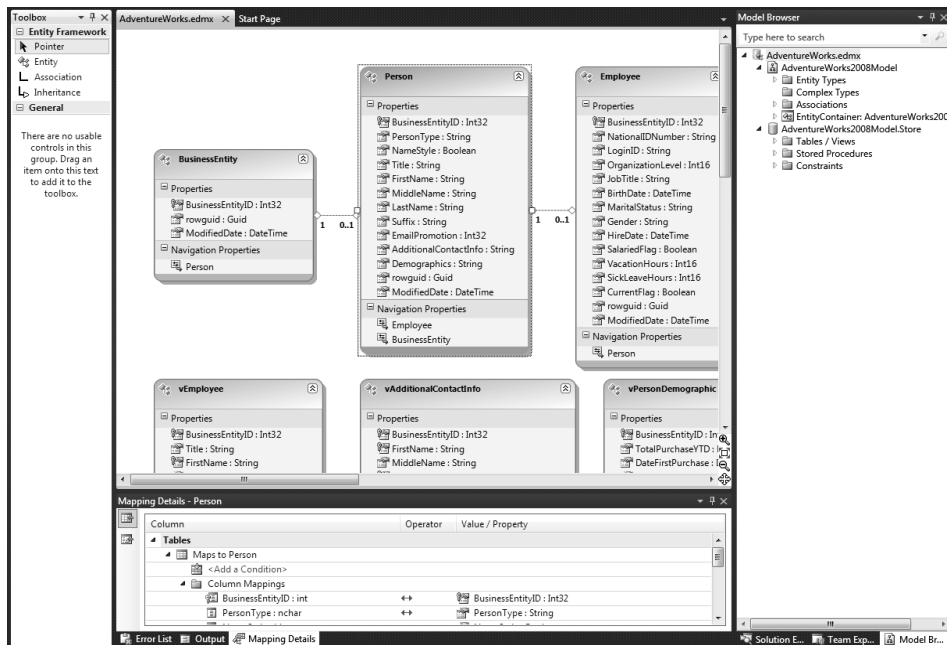 Toolbox
Entity Framework
Pointer
Entity
Association
Inheritance
General
There are no usable
controls in this
group. Drag an
item onto this text
to add it to the
toolbox.
AdventureWorks.edmx Start Page
BusinessEntity
Properties
BusinessEntityID : Int32
rowguid : Guid
ModifiedDate : DateTime
Navigation Properties
Person
1 0..1
Person
Properties
BusinessEntityID : Int32
PersonType : String
NameStyle : Boolean
Title : String
FirstName : String
MiddleName : String
LastName : String
Suffix : String
EmailPromotion : Int32
AdditionalContactInfo : String
Demographics : String
rowguid : Guid
ModifiedDate : DateTime
Navigation Properties
Employee
BusinessEntity
1 0..1
Employee
Properties
BusinessEntityID : Int32
NationalIDNumber : String
LoginID : String
OrganizationLevel : Int16
JobTitle : String
BirthDate : DateTime
MaritalStatus : String
Gender : String
HireDate : DateTime
SalariedFlag : Boolean
VacationHours : Int16
SickLeaveHours : Int16
CurrentFlag : Boolean
rowguid : Guid
ModifiedDate : DateTime
Navigation Properties
Person
vEmployee
Properties
BusinessEntityID : Int32
Title : String
FirstName : String
vAdditionalContactInfo
Properties
BusinessEntityID : Int32
FirstName : String
MiddleName : String
vPersonDemographic
Properties
BusinessEntityID : In
TotalPurchaseYTD :
DateFirstPurchase :
Mapping Details - Person
Column Operator Value / Property
Tables
Maps to Person
<Add a Condition>
Column Mappings
BusinessEntityID : int ↔ BusinessEntityID : Int32
PersonType : nchar ↔ PersonType : String
Error List Output Mapping Details
Model Browser
Type here to search
AdventureWorks.edmx
AdventureWorks2008Model
Entity Types
Complex Types
Associations
EntityContainer: AdventureWorks200
AdventureWorks2008Model.Store
Tables / Views
Stored Procedures
Constraints
Solution E... Team Exp... Model Br...